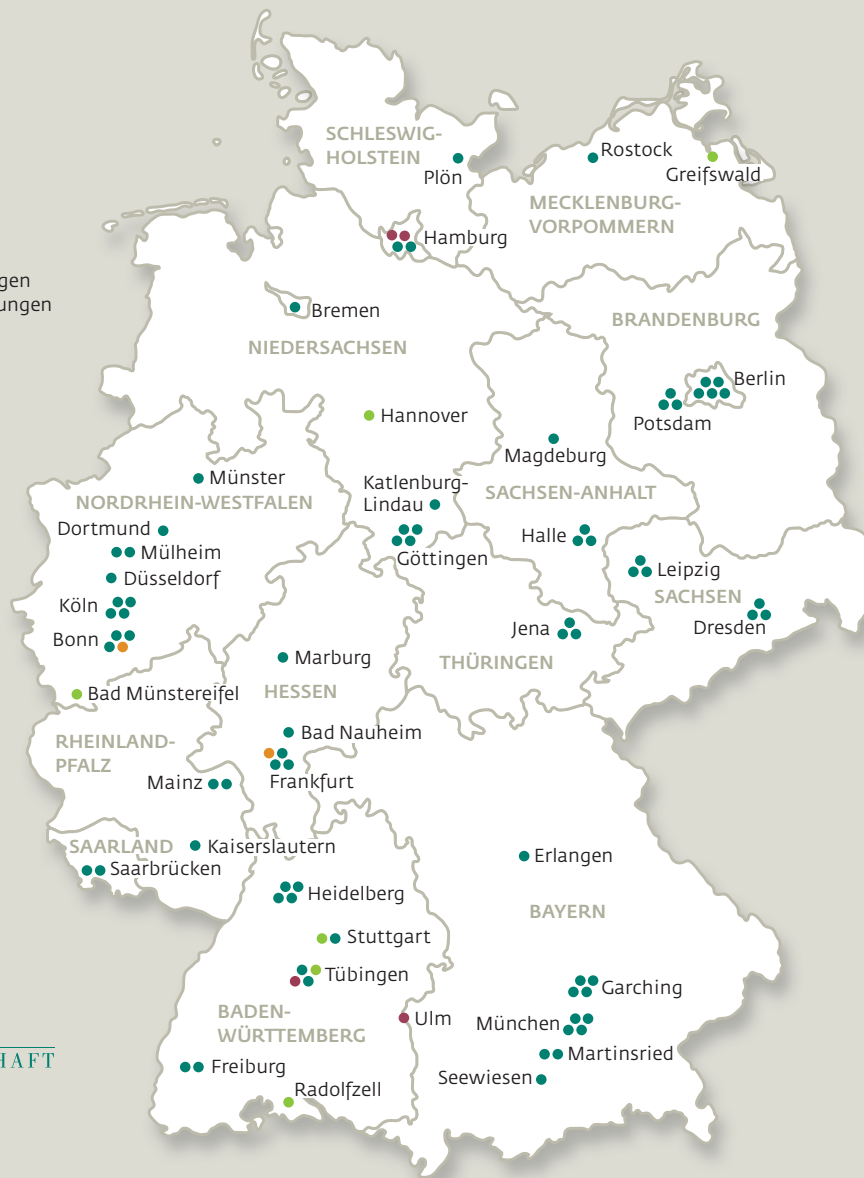 SCHLESWIG-
HOLSTEIN
Plön
Rostock
Greifswald
MECKLENBURG-
VORPOMMERN
Hamburg
gen
ungen
Bremen
NIEDERSACHSEN
BRANDENBURG
Berlin
Potsdam
Hannover
Magdeburg
Münster
NORDRHEIN-WESTFALEN
Katlenburg-
Lindau
SACHSEN-ANHALT
Dortmund
Mülheim
Göttingen
Halle
Düsseldorf
Leipzig
Köln
SACHSEN
Dresden
Bonn
Jena
Marburg
THÜRINGEN
Bad Münstereifel
HESSEN
Bad Nauheim
RHEINLAND-
PFALZ
Mainz
Frankfurt
SAARLAND
Kaiserslautern
Saarbrücken
Erlangen
Heidelberg
BAYERN
Stuttgart
Tübingen
Garching
BADEN-
WÜRTTEMBERG
Ulm
München
HAFT
Freiburg
Martinsried
Seewiesen
Radolfzell